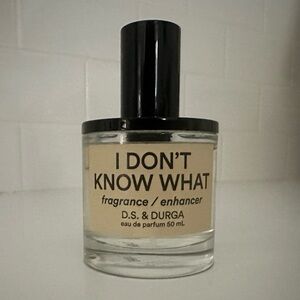 I DON'T
KNOW WHAT
fragrance / enhancer
D.S. & DURGA
eau de parfum 50 mL